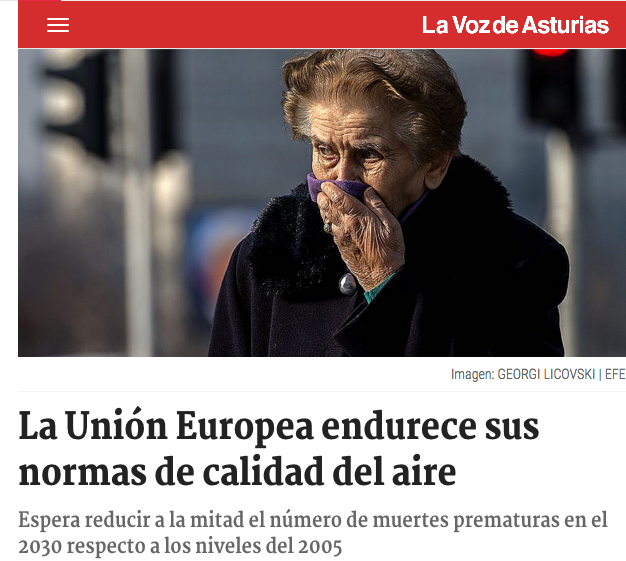 La Voz de Asturias
Imagen: GEORGI LICOVSKI | EFE
La Unión Europea endurece sus
normas de calidad del aire
Espera reducir a la mitad el número de muertes prematuras en el
2030 respecto a los niveles del 2005